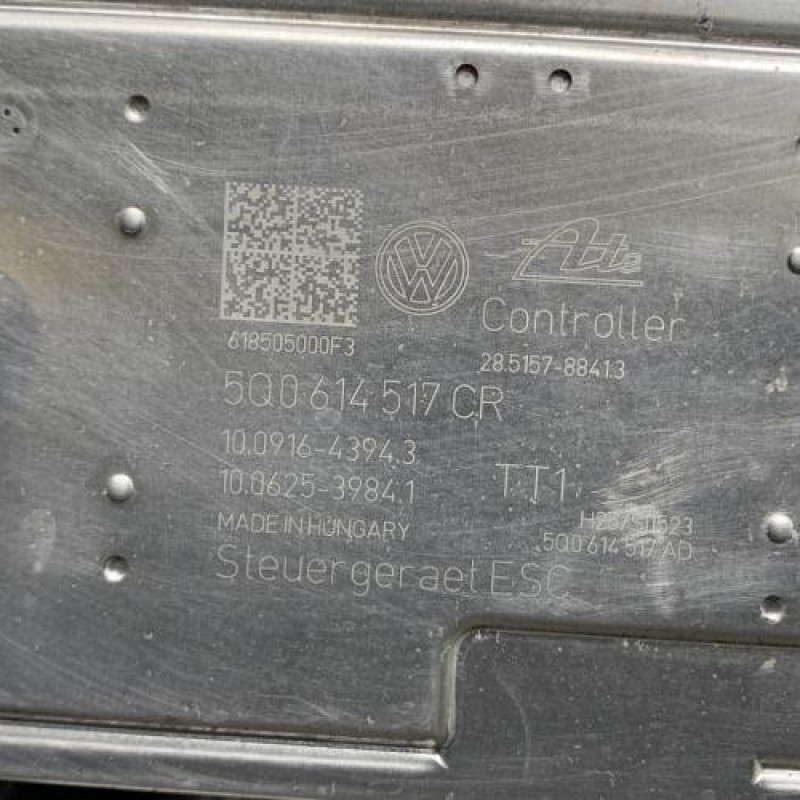 VW
Ate
Controller
618505000F3
28.5157-8841.3
5Q0 614 517 CR
10.0916-4394.3
10.0625-3984.1
TT1
MADE IN HUNGARY
5Q0 614 517 AD
Steuergeraet ESC